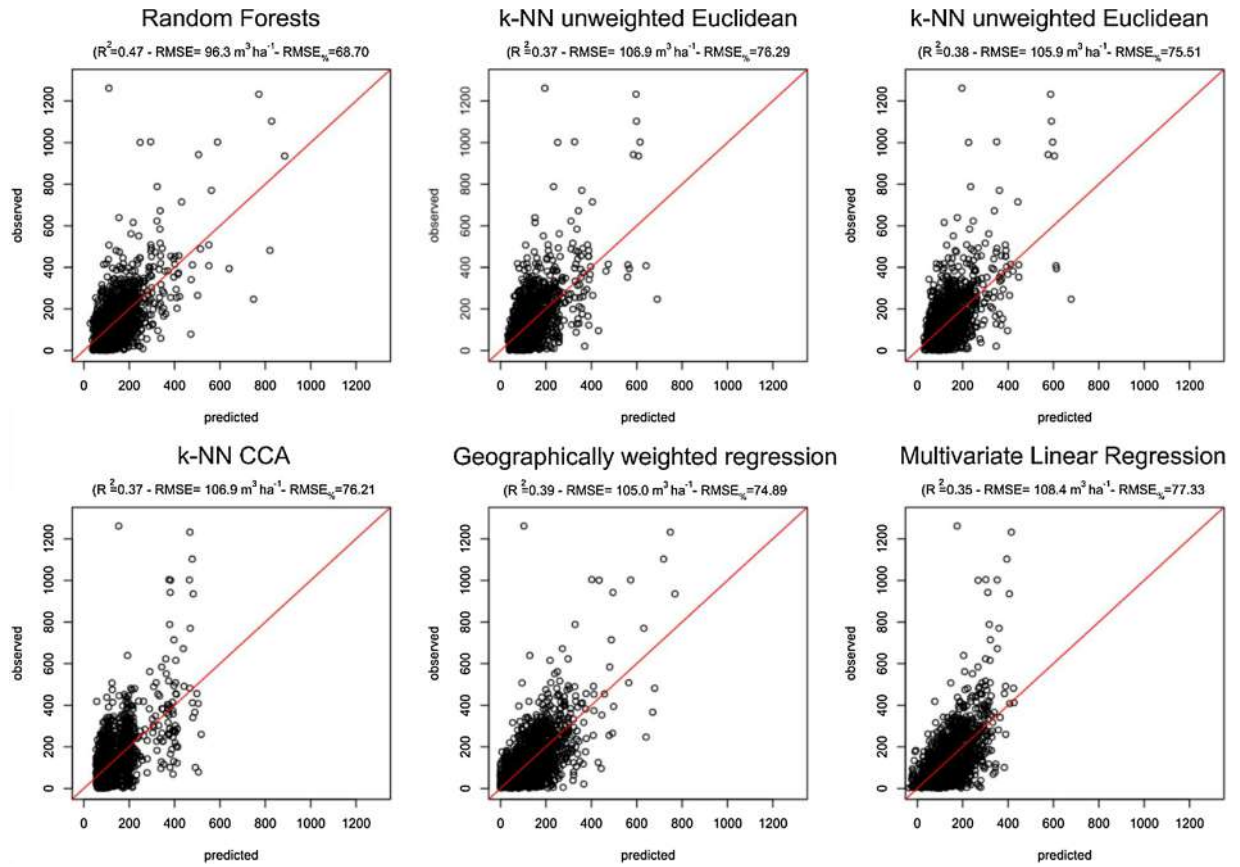 Random Forests
(R²=0.47 - RMSE= 96.3 m³ ha⁻¹- RMSE%=68.70
observed
0 200 400 600 800 1000 1200
0 200 400 600 800 1000 1200
predicted
k-NN unweighted Euclidean
(R²=0.37 - RMSE= 106.9 m³ ha⁻¹- RMSE%=76.29
observed
0 200 400 600 800 1000 1200
0 200 400 600 800 1000 1200
predicted
k-NN unweighted Euclidean
(R²=0.38 - RMSE= 105.9 m³ ha⁻¹- RMSE%=75.51
observed
0 200 400 600 800 1000 1200
0 200 400 600 800 1000 1200
predicted
k-NN CCA
(R²=0.37 - RMSE= 106.9 m³ ha⁻¹- RMSE%=76.21
observed
0 200 400 600 800 1000 1200
0 200 400 600 800 1000 1200
predicted
Geographically weighted regression
(R²=0.39 - RMSE= 105.0 m³ ha⁻¹- RMSE%=74.89
observed
0 200 400 600 800 1000 1200
0 200 400 600 800 1000 1200
predicted
Multivariate Linear Regression
(R²=0.35 - RMSE= 108.4 m³ ha⁻¹- RMSE%=77.33
observed
0 200 400 600 800 1000 1200
0 200 400 600 800 1000 1200
predicted